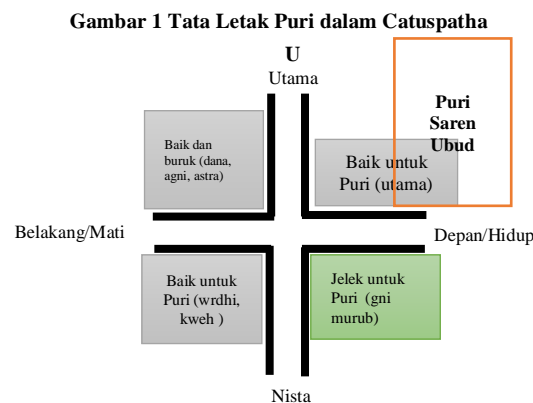 Gambar 1 Tata Letak Puri dalam Catuspatha
U
Utama
Puri
Saren
Ubud
Baik dan
buruk (dana,
agni, astra)
Baik untuk
Puri (utama)
Belakang/Mati
Depan/Hidup
Baik untuk
Puri (wrdhi,
kweh )
Jelek untuk
Puri (gni
murub)
Nista